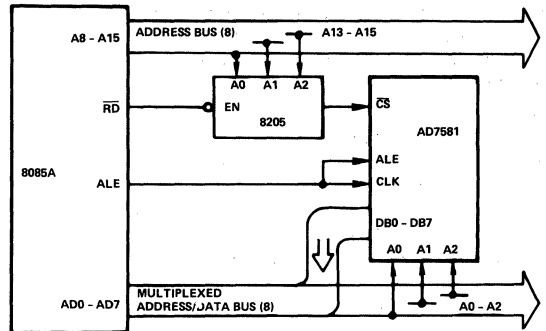 A8 - A15
ADDRESS BUS (8)
A13 - A15
A0
A1
A2
RD
EN
8205
CS
AD7581
8085A
ALE
ALE
CLK
DB0 - DB7
A0
A1
A2
MULTIPLEXED
ADDRESS/DATA BUS (8)
AD0 - AD7
A0 - A2